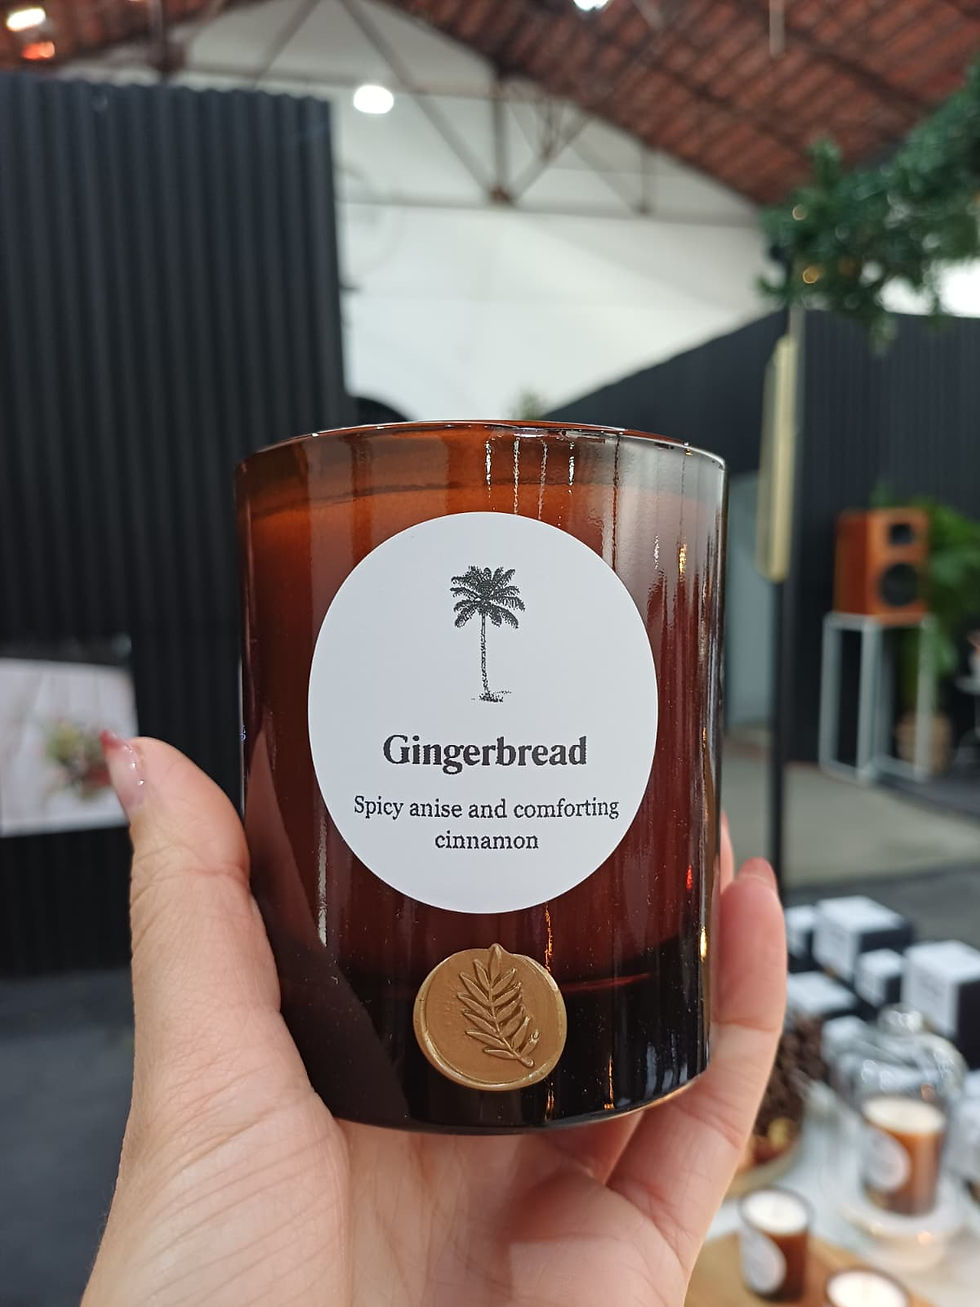 Gingerbread
Spicy anise and comforting
cinnamon